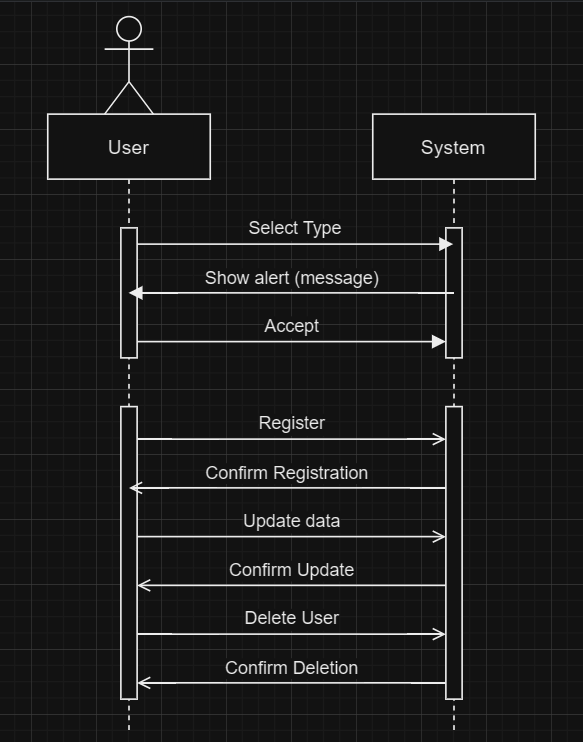 User
System
Select Type
Show alert (message)
Accept
Register
Confirm Registration
Update data
Confirm Update
Delete User
Confirm Deletion